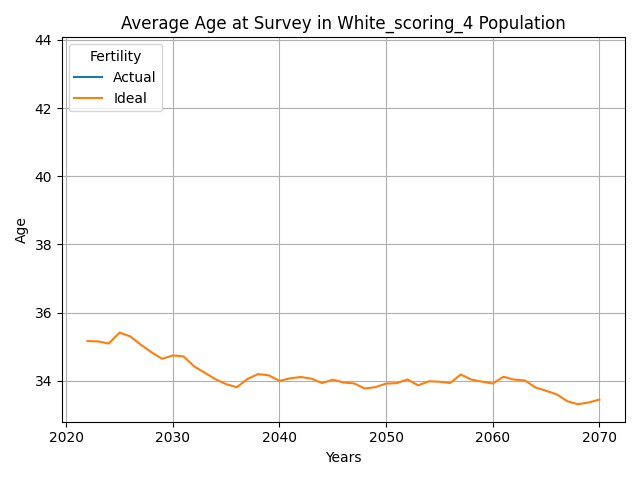 Average Age at Survey in White_scoring_4 Population
44
42
40
38
36
34
Age
Fertility
Actual
Ideal
2020 2030 2040 2050 2060 2070
Years